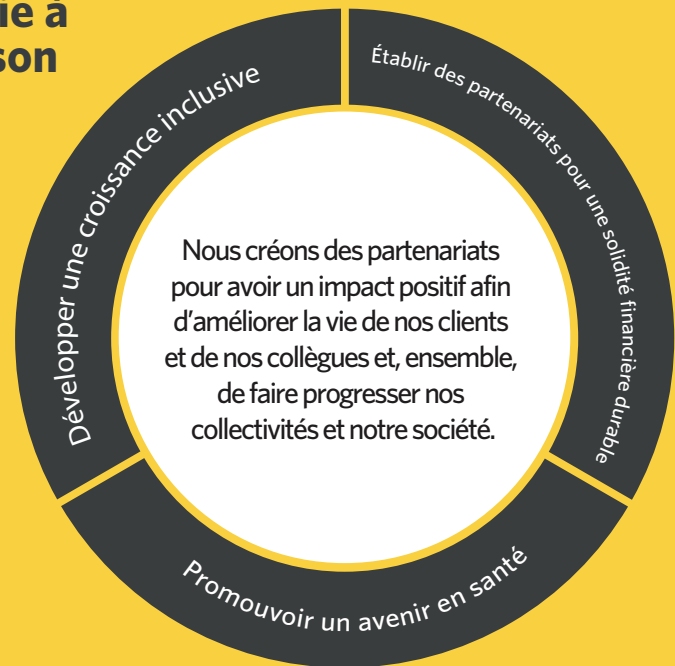 ie à
son
Développer une croissance inclusive
Établir des partenariats pour une solidité financière durable
Nous créons des partenariats
pour avoir un impact positif afin
d'améliorer la vie de nos clients
et de nos collègues et, ensemble,
de faire progresser nos
collectivités et notre société.
Promouvoir un avenir en santé